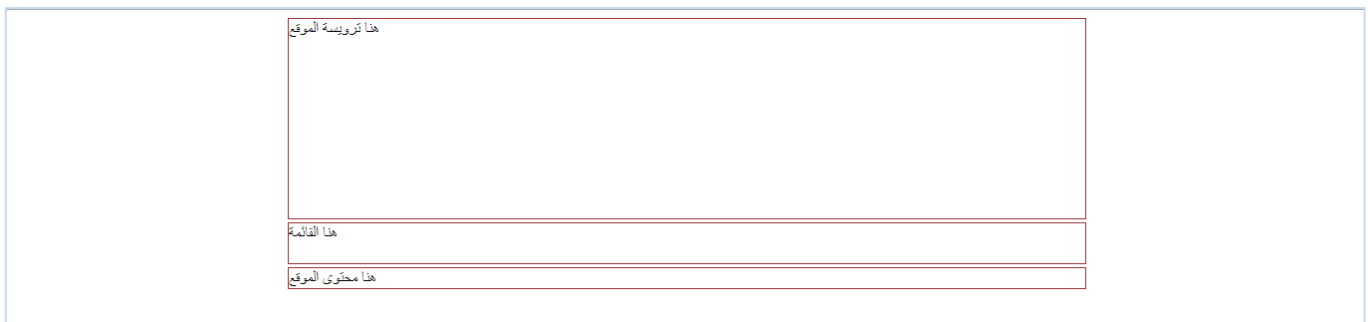 هنا ترويسة الموقع
هنا القائمة
هنا محتوى الموقع